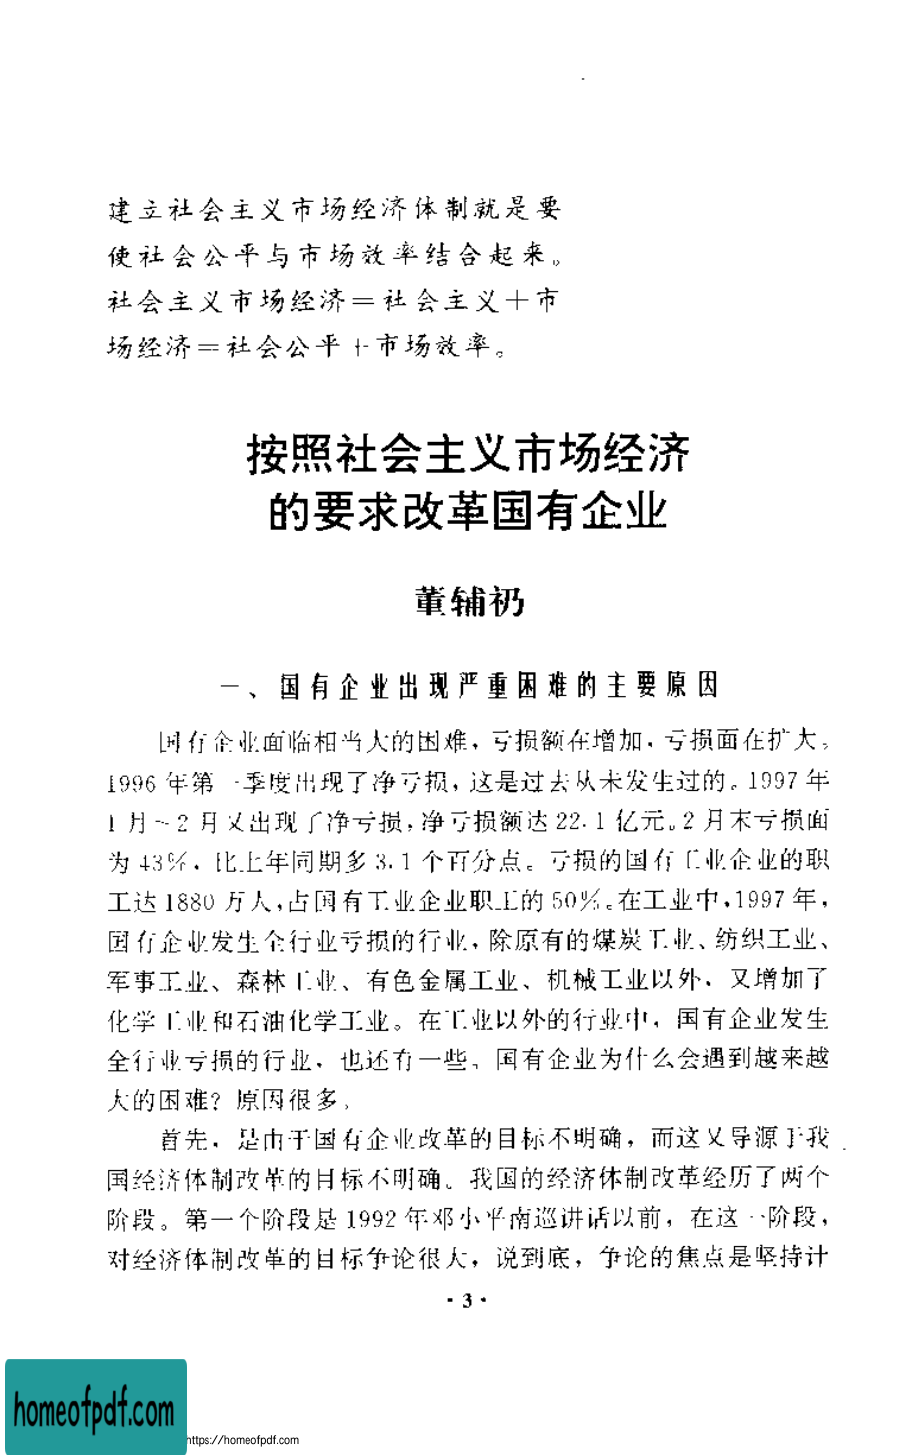 建立社会主义市场经济体制就是要
使社会公平与市场效率结合起来。
社会主义市场经济＝社会主义＋市
场经济＝社会公平＋市场效率。
按照社会主义市场经济
的要求改革国有企业
董辅礽
一、国有企业出现严重困难的主要原因
国有企业面临相当大的困难，亏损额在增加，亏损面在扩大。
1996年第一季度出现了净亏损，这是过去从未发生过的。1997年
1月～2月又出现了净亏损，净亏损额达22.1亿元。2月末亏损面
为43％，比上年同期多3.1个百分点。亏损的国有工业企业的职
工达1880万人，占国有工业企业职工的50％。在工业中，1997年，
国有企业发生全行业亏损的行业，除原有的煤炭工业、纺织工业、
军事工业、森林工业、有色金属工业、机械工业以外，又增加了
化学工业和石油化学工业。在工业以外的行业中，国有企业发生
全行业亏损的行业，也还有一些。国有企业为什么会遇到越来越
大的困难？原因很多。
首先，是由于国有企业改革的目标不明确，而这又导源于我
国经济体制改革的目标不明确。我国的经济体制改革经历了两个
阶段。第一个阶段是1992年邓小平南巡讲话以前，在这一阶段，
对经济体制改革的目标争论很大，说到底，争论的焦点是坚持计
·3·
homeofpdf.com
https://homeofpdf.com